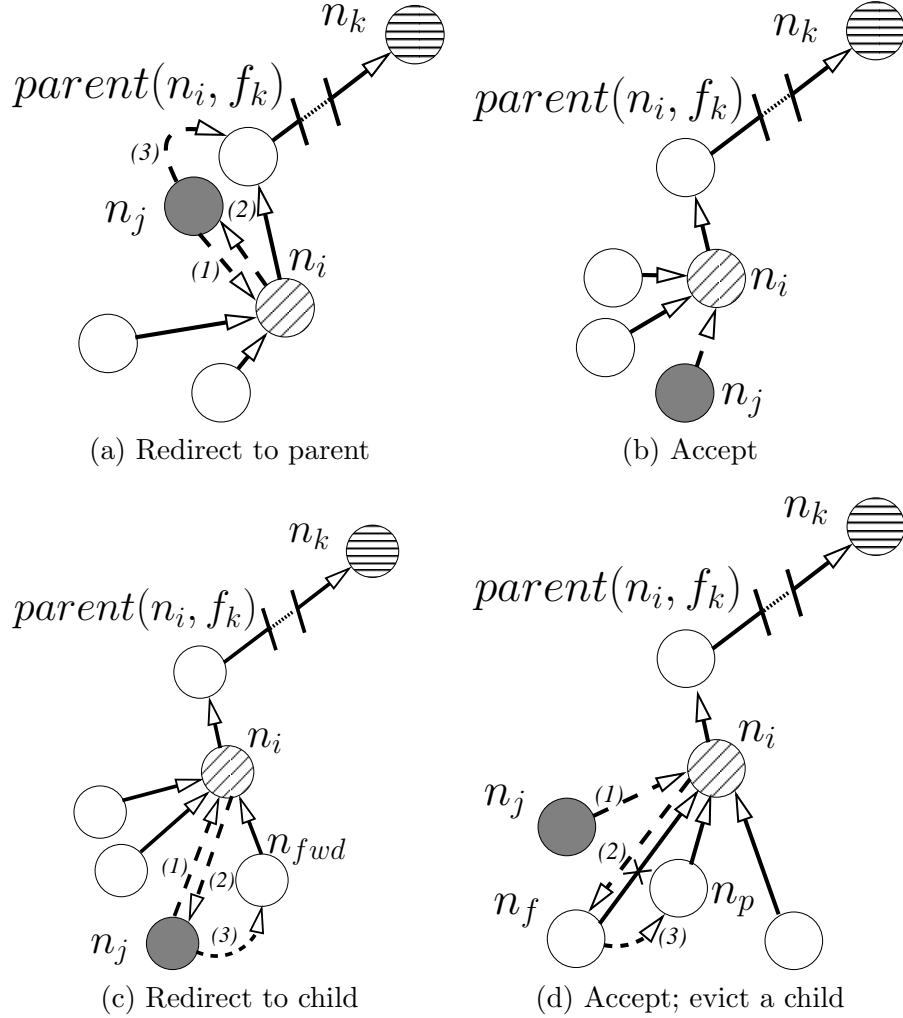 n_k
parent(n_i, f_k)
(3)
n_j
(2)
(1)
n_i
(a) Redirect to parent
n_k
parent(n_i, f_k)
n_i
n_j
(b) Accept
n_k
parent(n_i, f_k)
n_i
n_{fwd}
(1)
(2)
n_j
(3)
(c) Redirect to child
n_k
parent(n_i, f_k)
n_i
n_j
(1)
(2)
n_f
n_p
(3)
(d) Accept; evict a child